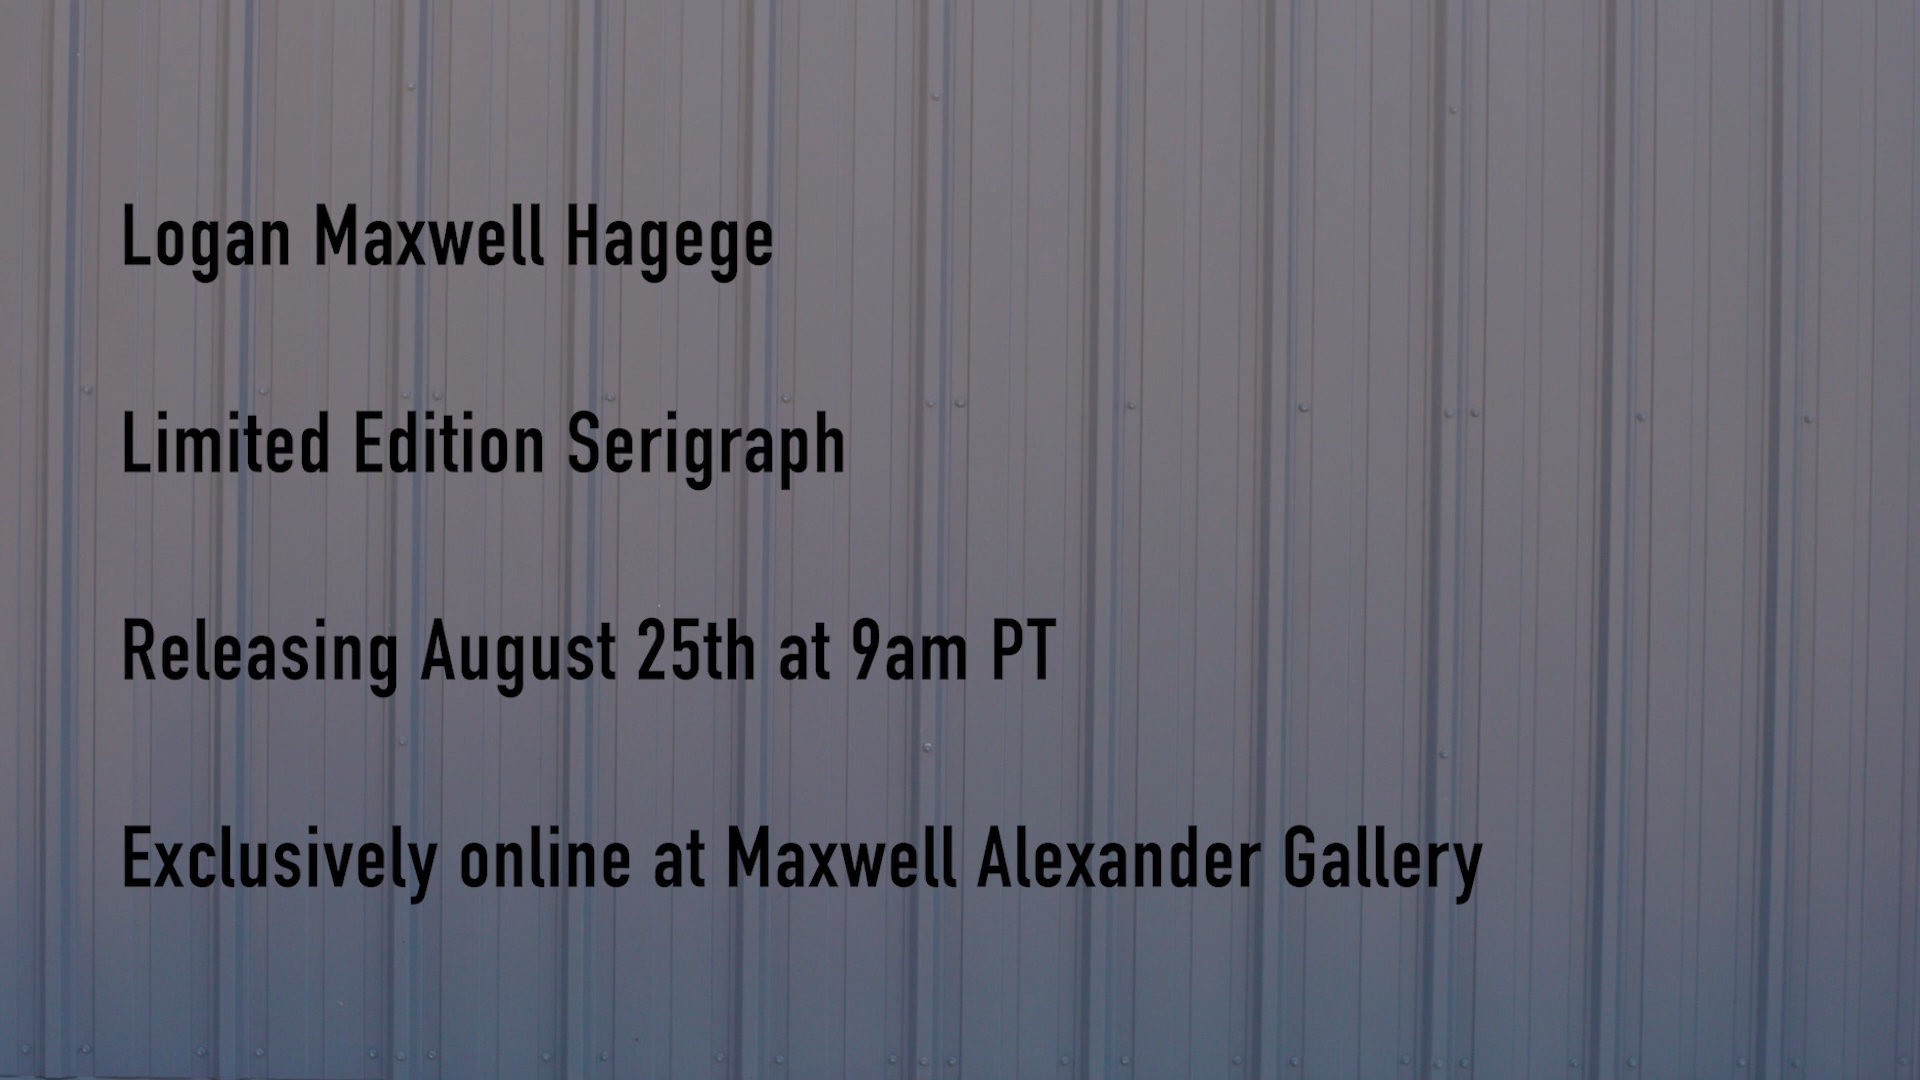 Logan Maxwell Hagege
Limited Edition Serigraph
Releasing August 25th at 9am PT
Exclusively online at Maxwell Alexander Gallery